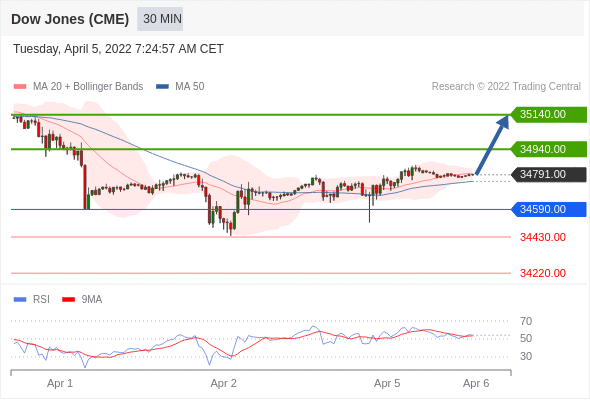 Dow Jones (CME) 30 MIN
Tuesday, April 5, 2022 7:24:57 AM CET
MA 20 + Bollinger Bands MA 50 Research © 2022 Trading Central
35140.00
34940.00
34791.00
34590.00
34430.00
34220.00
RSI 9MA
70
50
30
Apr 1 Apr 2 Apr 5 Apr 6